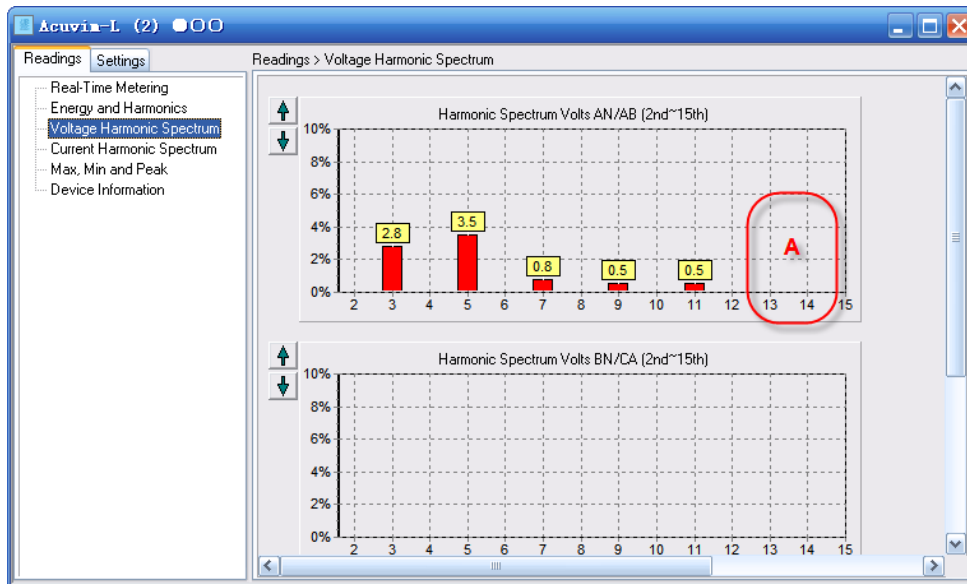 Acuvim-L (2)
Readings
Settings
Readings > Voltage Harmonic Spectrum
Real-Time Metering
Energy and Harmonics
Voltage Harmonic Spectrum
Current Harmonic Spectrum
Max, Min and Peak
Device Information
Harmonic Spectrum Volts AN/AB (2nd~15th)
10%
8%
6%
4%
2%
0%
2.8
3.5
0.8
0.5
0.5
A
2 3 4 5 6 7 8 9 10 11 12 13 14 15
Harmonic Spectrum Volts BN/CA (2nd~15th)
10%
8%
6%
4%
2%
0%
2 3 4 5 6 7 8 9 10 11 12 13 14 15